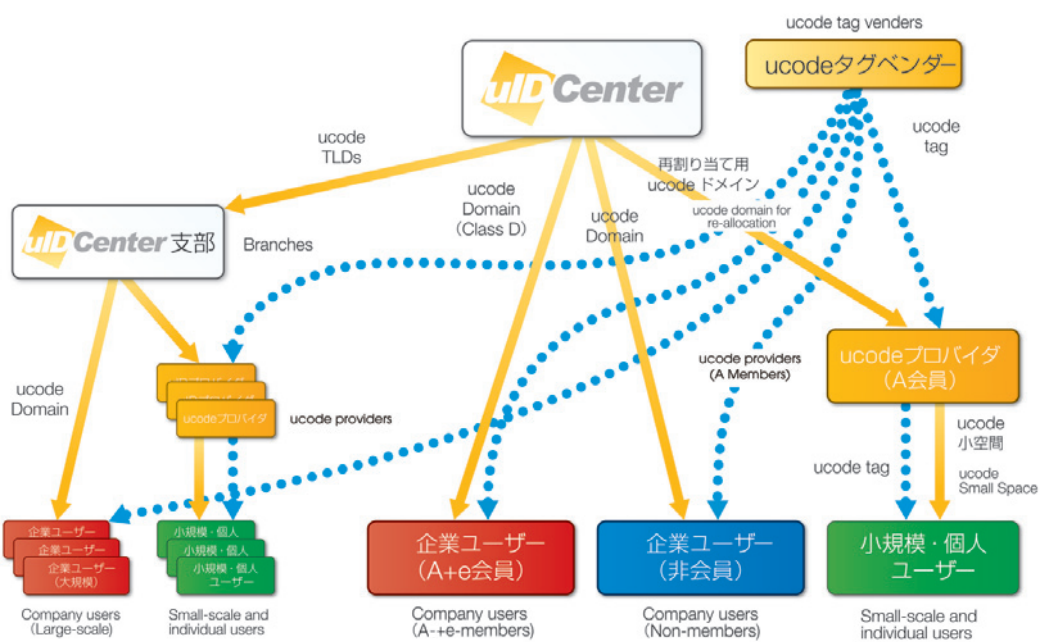 ucode tag venders
ucodeタグベンダー
uID Center
ucode
TLDs
ucode
tag
再割り当て用
ucode ドメイン
ucode domain for
re-allocation
ucode
Domain
(Class D)
ucode
Domain
uID Center 支部
Branches
ucode providers
(A Members)
ucodeプロバイダ
(A会員)
ucode
Domain
ucodeプロバイダ
ucode providers
ucode tag
ucode
小空間
ucode
Small Space
企業ユーザー
企業ユーザー
企業ユーザー
(大規模)
小規模・個人
小規模・個人
小規模・個人
ユーザー
企業ユーザー
(A+e会員)
企業ユーザー
(非会員)
小規模・個人
ユーザー
Company users
(Large-scale)
Small-scale and
individual users
Company users
(A-+e-members)
Company users
(Non-members)
Small-scale and
individual users